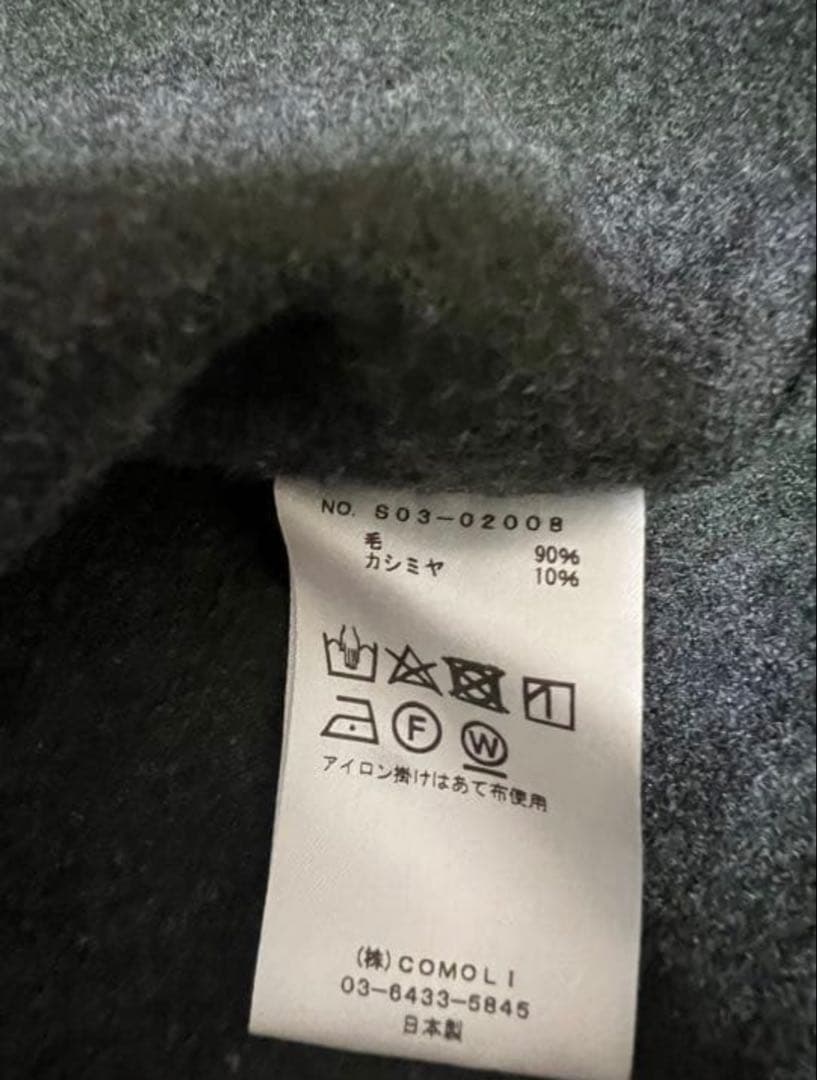 NO. S03-02008
毛 90%
カシミヤ 10%
F W
アイロン掛けはあて布使用
(株)COMOLI
03-6433-5845
日本製